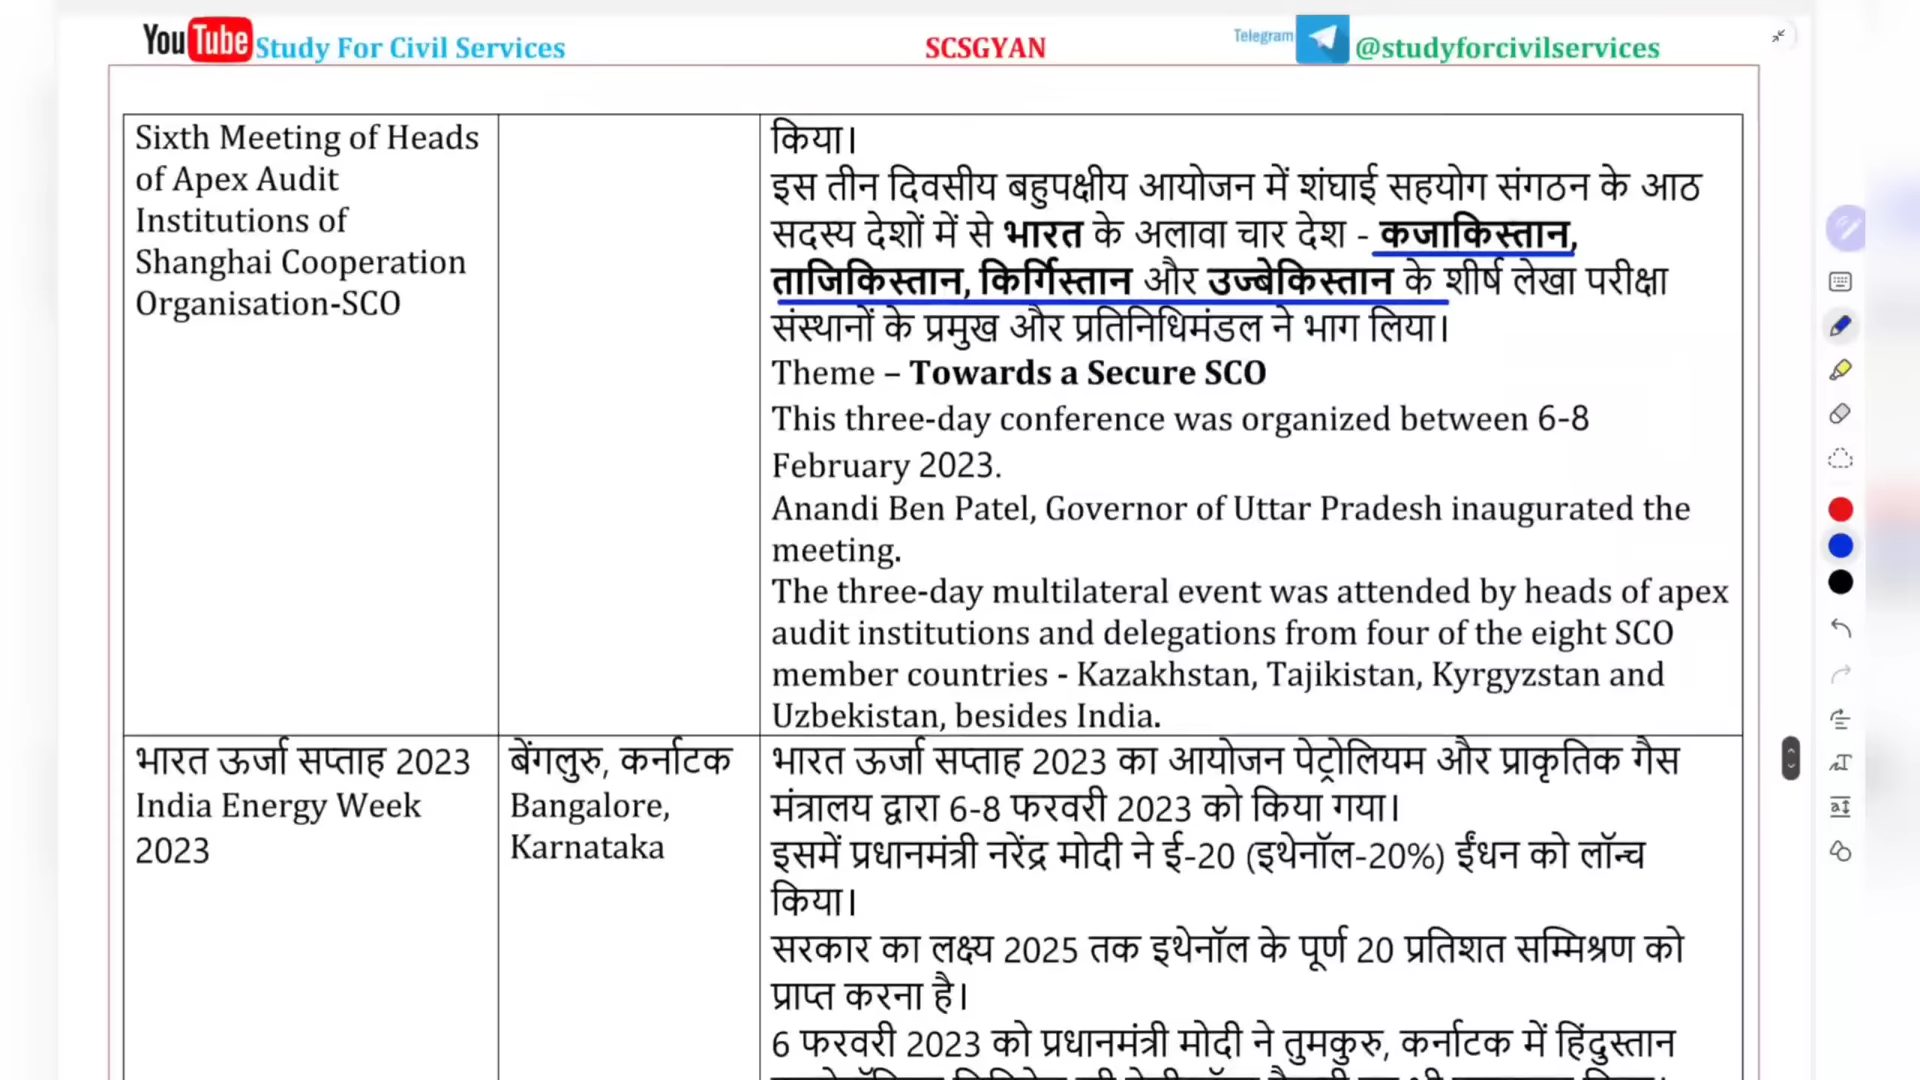 YouTube Study For Civil Services SCSGYAN Telegram @studyforcivilservices
Sixth Meeting of Heads
of Apex Audit
Institutions of
Shanghai Cooperation
Organisation-SCO
किया।
इस तीन दिवसीय बहुपक्षीय आयोजन में शंघाई सहयोग संगठन के आठ
सदस्य देशों में से भारत के अलावा चार देश - कजाकिस्तान,
ताजिकिस्तान, किर्गिस्तान और उज्बेकिस्तान के शीर्ष लेखा परीक्षा
संस्थानों के प्रमुख और प्रतिनिधिमंडल ने भाग लिया।
Theme – Towards a Secure SCO
This three-day conference was organized between 6-8
February 2023.
Anandi Ben Patel, Governor of Uttar Pradesh inaugurated the
meeting.
The three-day multilateral event was attended by heads of apex
audit institutions and delegations from four of the eight SCO
member countries - Kazakhstan, Tajikistan, Kyrgyzstan and
Uzbekistan, besides India.
भारत ऊर्जा सप्ताह 2023
India Energy Week
2023
बेंगलुरु, कर्नाटक
Bangalore,
Karnataka
भारत ऊर्जा सप्ताह 2023 का आयोजन पेट्रोलियम और प्राकृतिक गैस
मंत्रालय द्वारा 6-8 फरवरी 2023 को किया गया।
इसमें प्रधानमंत्री नरेंद्र मोदी ने ई-20 (इथेनॉल-20%) ईंधन को लॉन्च
किया।
सरकार का लक्ष्य 2025 तक इथेनॉल के पूर्ण 20 प्रतिशत सम्मिश्रण को
प्राप्त करना है।
6 फरवरी 2023 को प्रधानमंत्री मोदी ने तुमकुरु, कर्नाटक में हिंदुस्तान